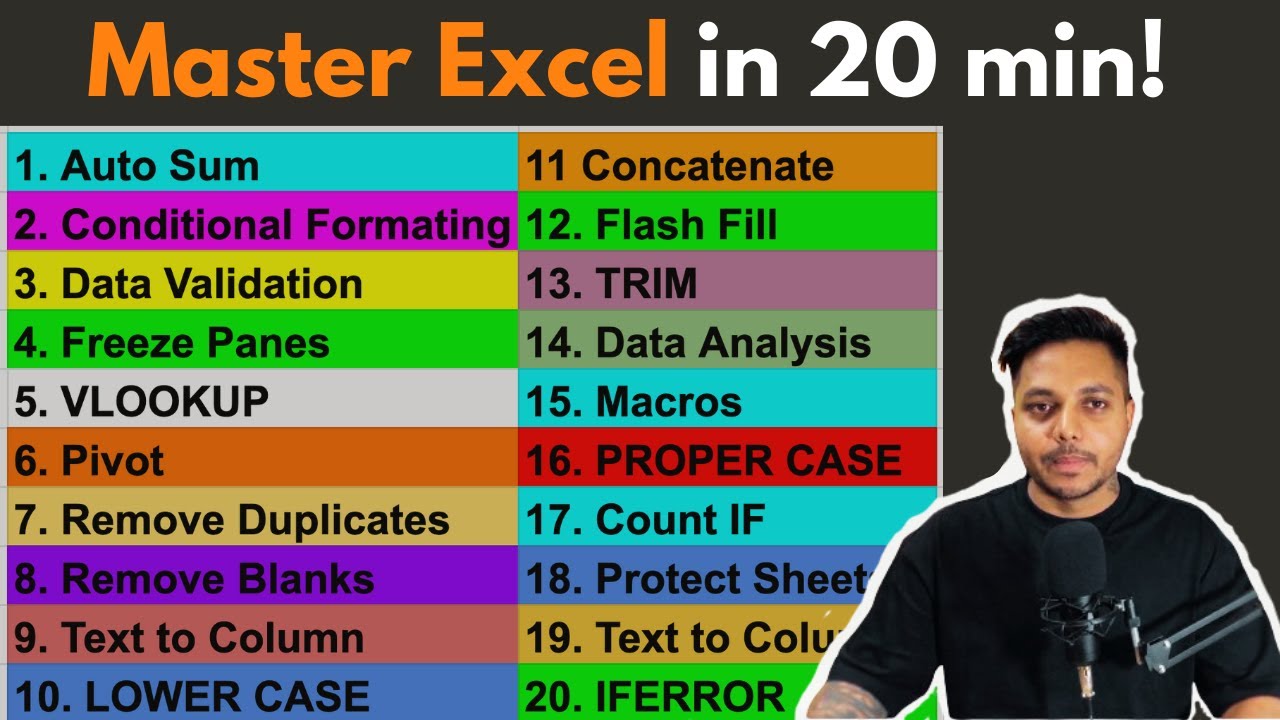 Master Excel in 20 min!
1. Auto Sum
2. Conditional Formating
3. Data Validation
4. Freeze Panes
5. VLOOKUP
6. Pivot
7. Remove Duplicates
8. Remove Blanks
9. Text to Column
10. LOWER CASE
11 Concatenate
12. Flash Fill
13. TRIM
14. Data Analysis
15. Macros
16. PROPER CASE
17. Count IF
18. Protect Sheets
19. Text to
20. IFERROR